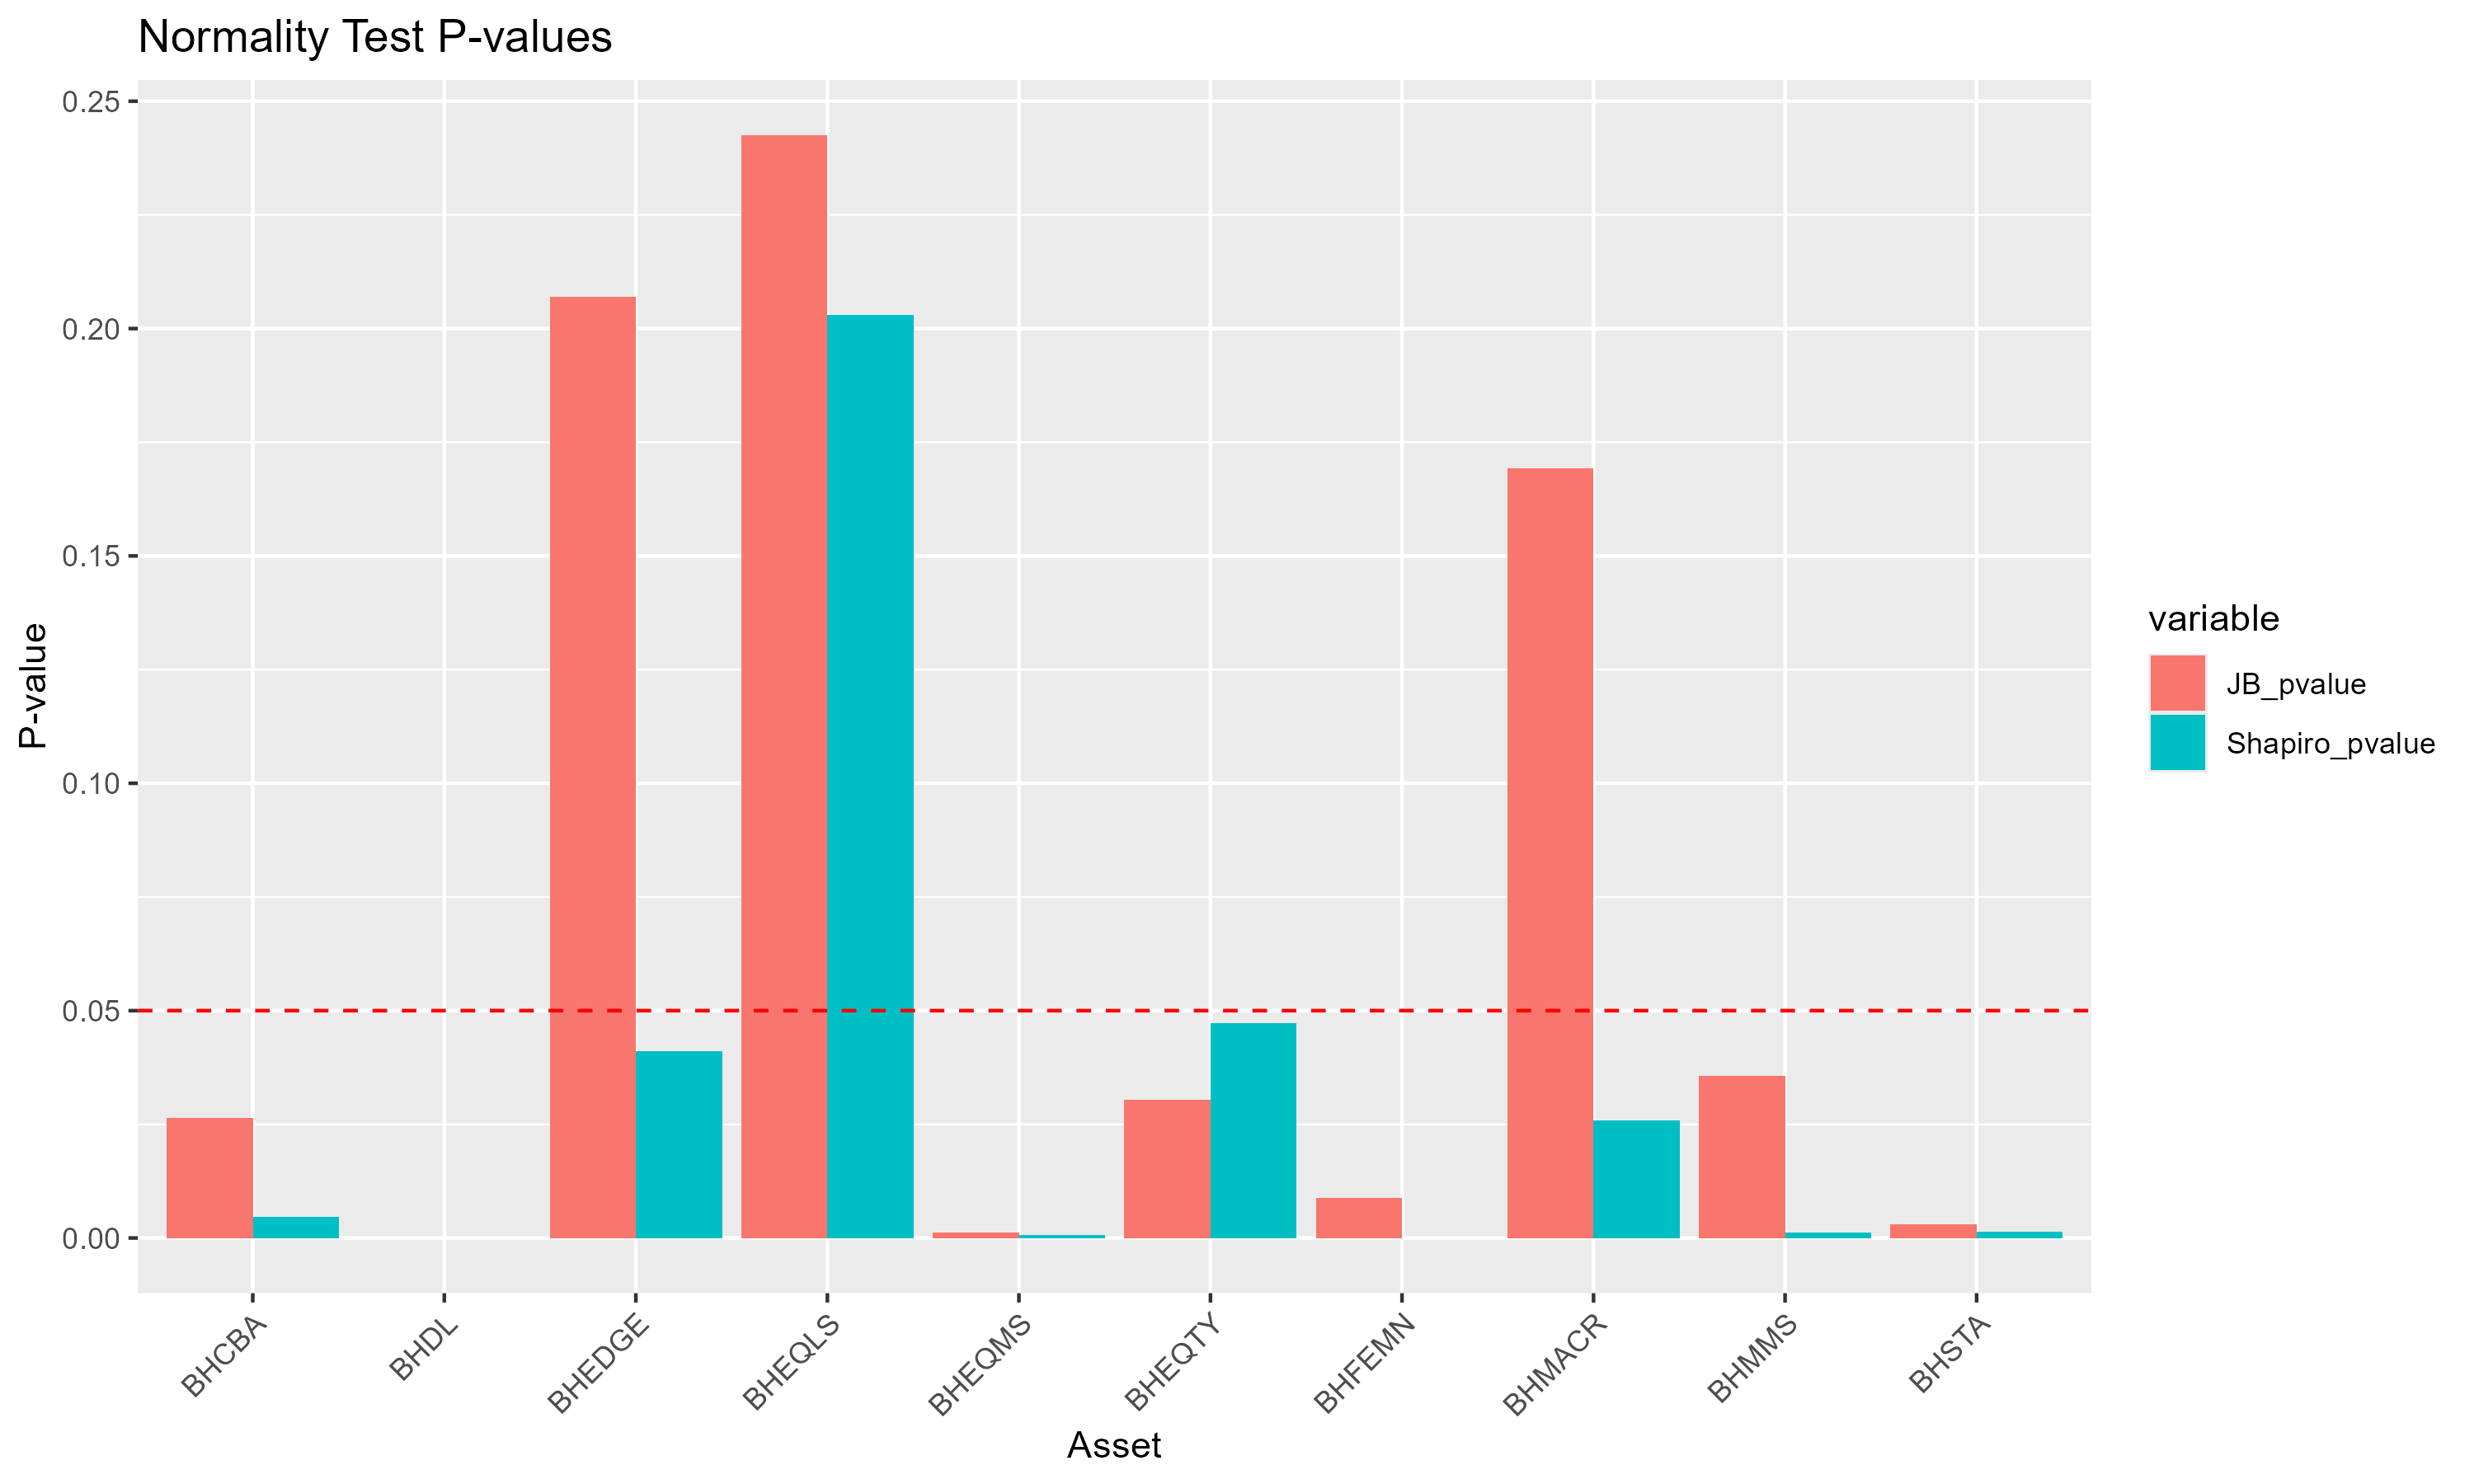 Normality Test P-values
0.25
0.20
0.15
0.10
0.05
0.00
P-value
BHCBA
BHDL
BHEDGE
BHEQLS
BHEQMS
BHEQTY
BHFEMN
BHMACR
BHMMS
BHSTA
Asset
variable
JB_pvalue
Shapiro_pvalue